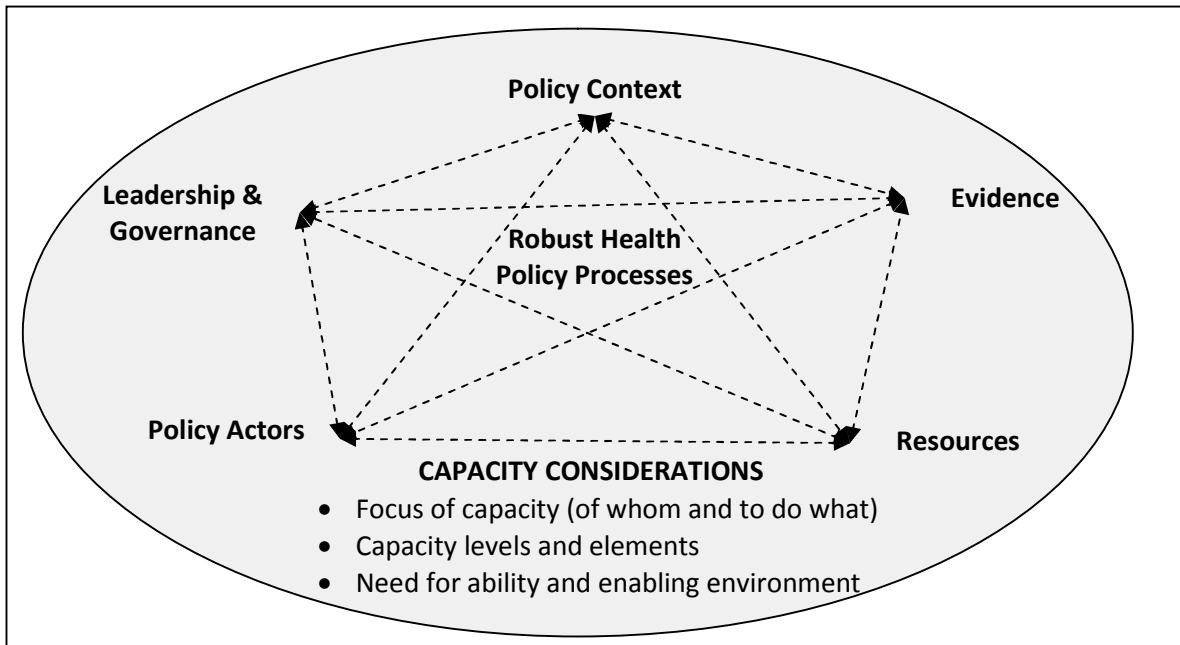 Policy Context
Leadership &
Governance
Evidence
Robust Health
Policy Processes
Policy Actors
Resources
CAPACITY CONSIDERATIONS
• Focus of capacity (of whom and to do what)
• Capacity levels and elements
• Need for ability and enabling environment